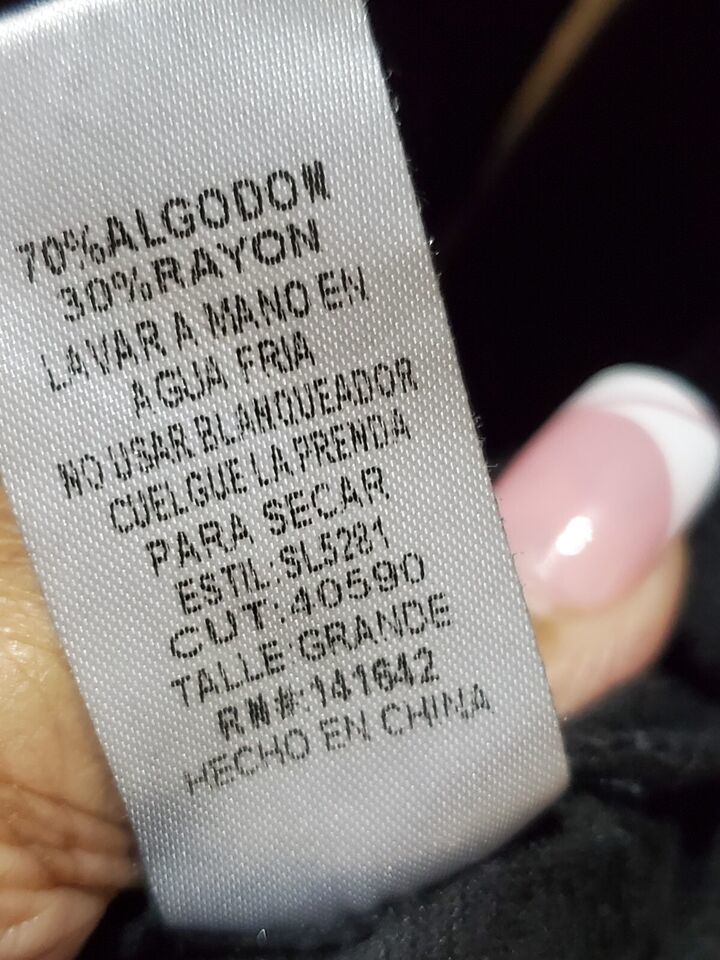 70%ALGODON
30%RAYON
LAVAR A MANO EN
AGUA FRIA
NO USAR BLANQUEADOR
CUELGUE LA PRENDA
PARA SECAR
ESTIL:SL5281
CUT:40590
TALLE GRANDE
RN#:141642
HECHO EN CHINA